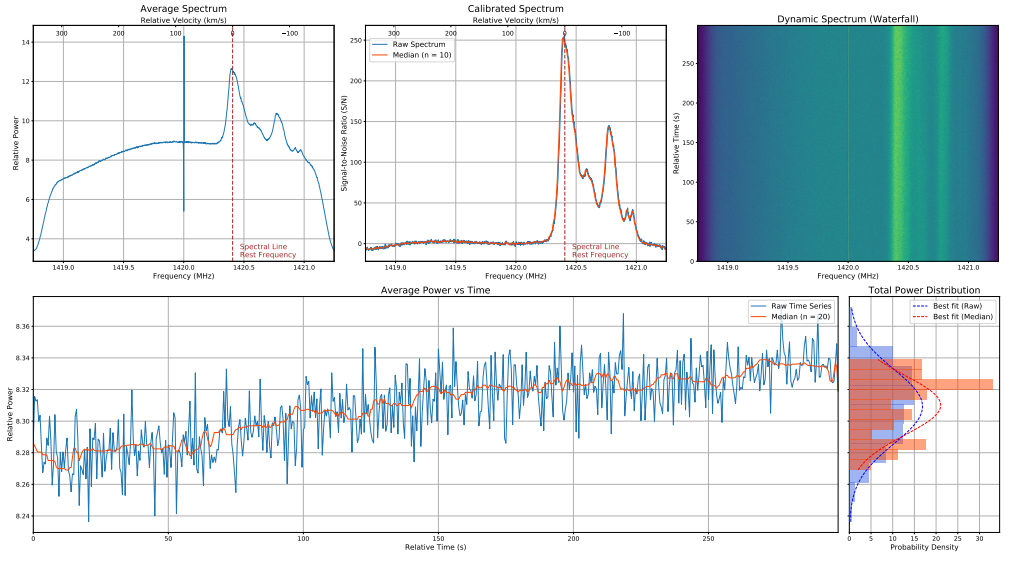 Average Spectrum
Relative Velocity (km/s)
300 200 100 0 −100
14
12
10
8
6
4
Relative Power
Spectral Line
Rest Frequency
1419.0 1419.5 1420.0 1420.5 1421.0
Frequency (MHz)
Calibrated Spectrum
Relative Velocity (km/s)
300 200 100 0 −100
Raw Spectrum
Median (n = 10)
250
200
150
100
50
0
Signal-to-Noise Ratio (S/N)
Spectral Line
Rest Frequency
1419.0 1419.5 1420.0 1420.5 1421.0
Frequency (MHz)
Dynamic Spectrum (Waterfall)
250
200
150
100
50
0
Relative Time (s)
1419.0 1419.5 1420.0 1420.5 1421.0
Frequency (MHz)
Average Power vs Time
Raw Time Series
Median (n = 20)
8.36
8.34
8.32
8.30
8.28
8.26
8.24
Relative Power
0 50 100 150 200 250
Relative Time (s)
Total Power Distribution
Best fit (Raw)
Best fit (Median)
0 5 10 15 20 25 30
Probability Density